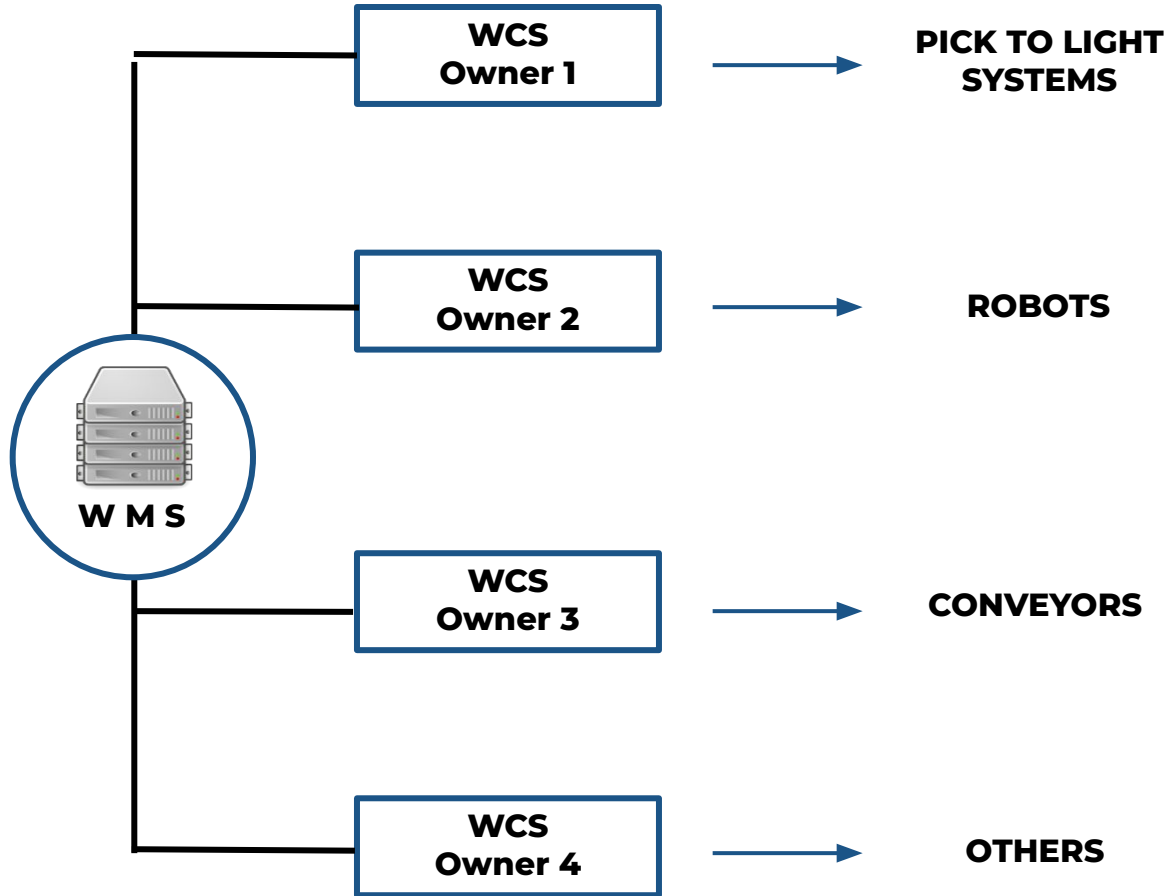 WCS
Owner 1
PICK TO LIGHT
SYSTEMS
WCS
Owner 2
ROBOTS
W M S
WCS
Owner 3
CONVEYORS
WCS
Owner 4
OTHERS